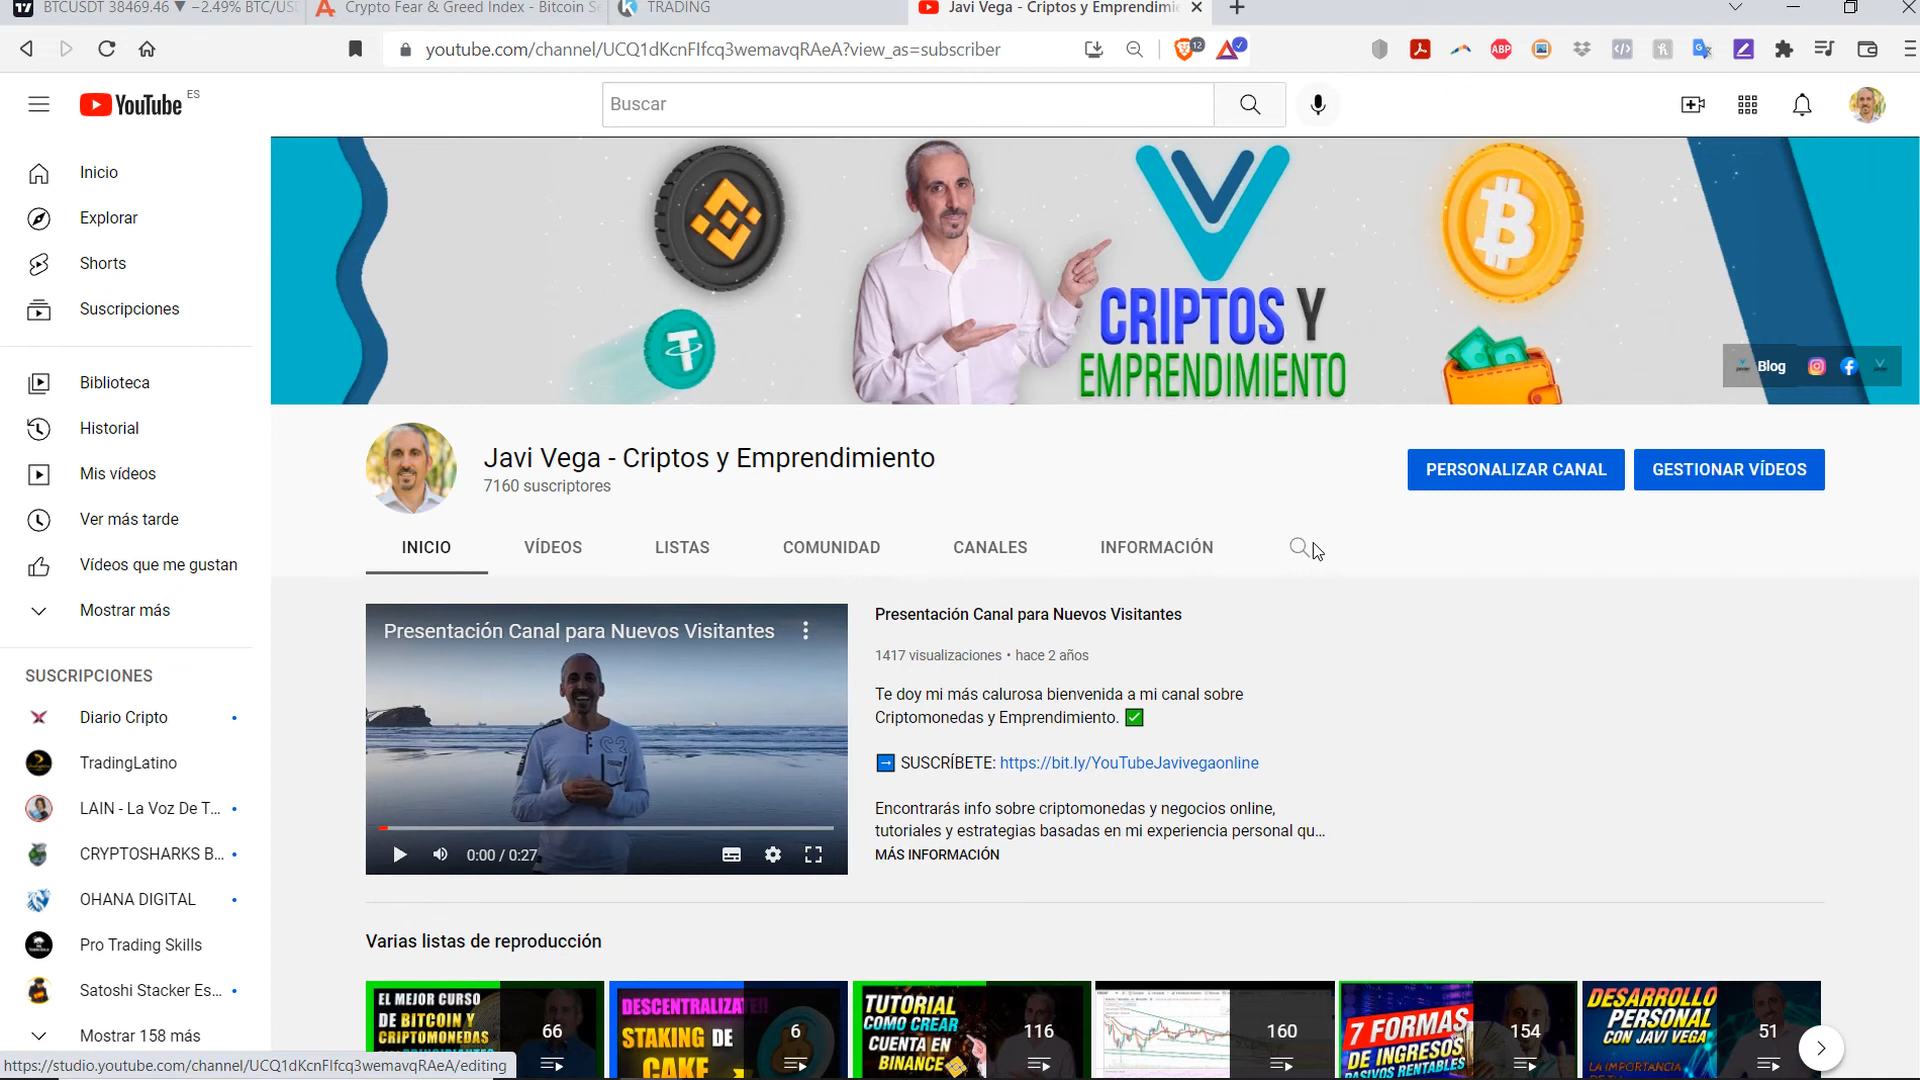 BTCUSDT 38469.46 ▼ −2.49% BTC/US
Crypto Fear & Greed Index - Bitcoin S
TRADING
Javi Vega - Criptos y Emprendimie
youtube.com/channel/UCQ1dKcnFIfcq3wemavqRAeA?view_as=subscriber
12
ABP
YouTube ES
Buscar
Inicio
Explorar
Shorts
Suscripciones
Biblioteca
Historial
Mis vídeos
Ver más tarde
Vídeos que me gustan
Mostrar más
SUSCRIPCIONES
Diario Cripto
TradingLatino
LAIN - La Voz De T...
CRYPTOSHARKS B...
OHANA DIGITAL
Pro Trading Skills
Satoshi Stacker Es...
Mostrar 158 más
CRIPTOS Y
EMPRENDIMIENTO
Blog
Javi Vega - Criptos y Emprendimiento
7160 suscriptores
PERSONALIZAR CANAL
GESTIONAR VÍDEOS
INICIO
VÍDEOS
LISTAS
COMUNIDAD
CANALES
INFORMACIÓN
Presentación Canal para Nuevos Visitantes
0:00 / 0:27
Presentación Canal para Nuevos Visitantes
1417 visualizaciones • hace 2 años
Te doy mi más calurosa bienvenida a mi canal sobre
Criptomonedas y Emprendimiento. ✅
➡ SUSCRÍBETE: https://bit.ly/YouTubeJavivegaonline
Encontrarás info sobre criptomonedas y negocios online,
tutoriales y estrategias basadas en mi experiencia personal qu...
MÁS INFORMACIÓN
Varias listas de reproducción
EL MEJOR CURSO
DE BITCOIN Y
CRIPTOMONEDAS
66
DESCENTRALIZATE!!
STAKING DE
CAKE
6
TUTORIAL
COMO CREAR
CUENTA EN
BINANCE
116
160
7 FORMAS
DE INGRESOS
PASIVOS RENTABLES
154
DESARROLLO
PERSONAL
CON JAVI VEGA
LA IMPORTANCIA
51
https://studio.youtube.com/channel/UCQ1dKcnFIfcq3wemavqRAeA/editing